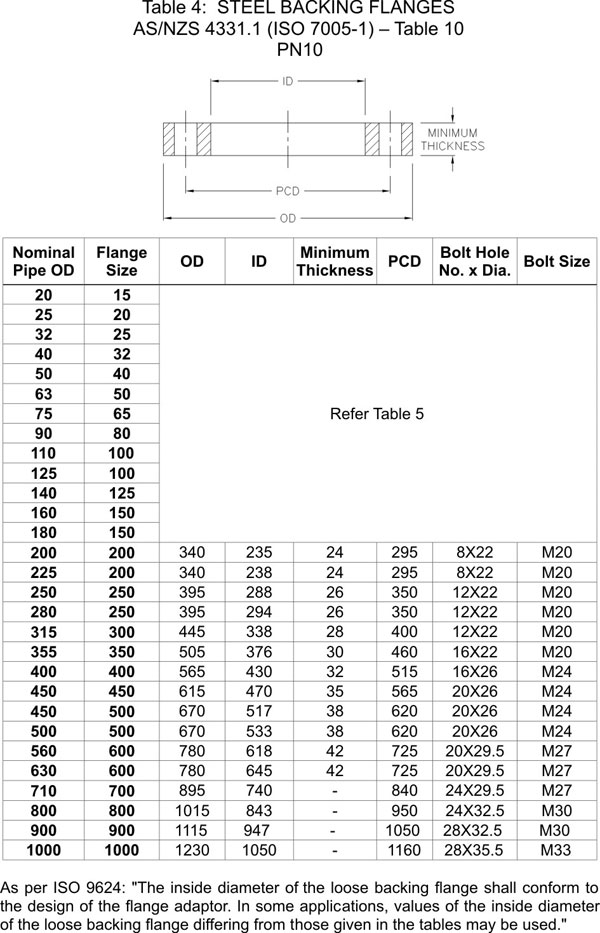 Table 4: STEEL BACKING FLANGES
AS/NZS 4331.1 (ISO 7005-1) – Table 10
PN10
ID
MINIMUM
THICKNESS
PCD
OD
Nominal Pipe OD Flange Size OD ID Minimum Thickness PCD Bolt Hole No. x Dia. Bolt Size
20 15
25 20
32 25
40 32
50 40
63 50
75 65 Refer Table 5
90 80
110 100
125 100
140 125
160 150
180 150
200 200 340 235 24 295 8X22 M20
225 200 340 238 24 295 8X22 M20
250 250 395 288 26 350 12X22 M20
280 250 395 294 26 350 12X22 M20
315 300 445 338 28 400 12X22 M20
355 350 505 376 30 460 16X22 M20
400 400 565 430 32 515 16X26 M24
450 450 615 470 35 565 20X26 M24
450 500 670 517 38 620 20X26 M24
500 500 670 533 38 620 20X26 M24
560 600 780 618 42 725 20X29.5 M27
630 600 780 645 42 725 20X29.5 M27
710 700 895 740 - 840 24X29.5 M27
800 800 1015 843 - 950 24X32.5 M30
900 900 1115 947 - 1050 28X32.5 M30
1000 1000 1230 1050 - 1160 28X35.5 M33
As per ISO 9624: "The inside diameter of the loose backing flange shall conform to
the design of the flange adaptor. In some applications, values of the inside diameter
of the loose backing flange differing from those given in the tables may be used."